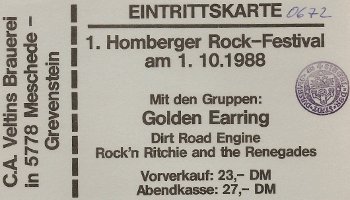 C.A. Veltins Brauerei
in 5778 Meschede –
Grevenstein
EINTRITTSKARTE 0672
1. Homberger Rock–Festival
am 1. 10.1988
Mit den Gruppen:
Golden Earring
Dirt Road Engine
Rock'n Ritchie and the Renegades
Vorverkauf: 23,– DM
Abendkasse: 27,– DM